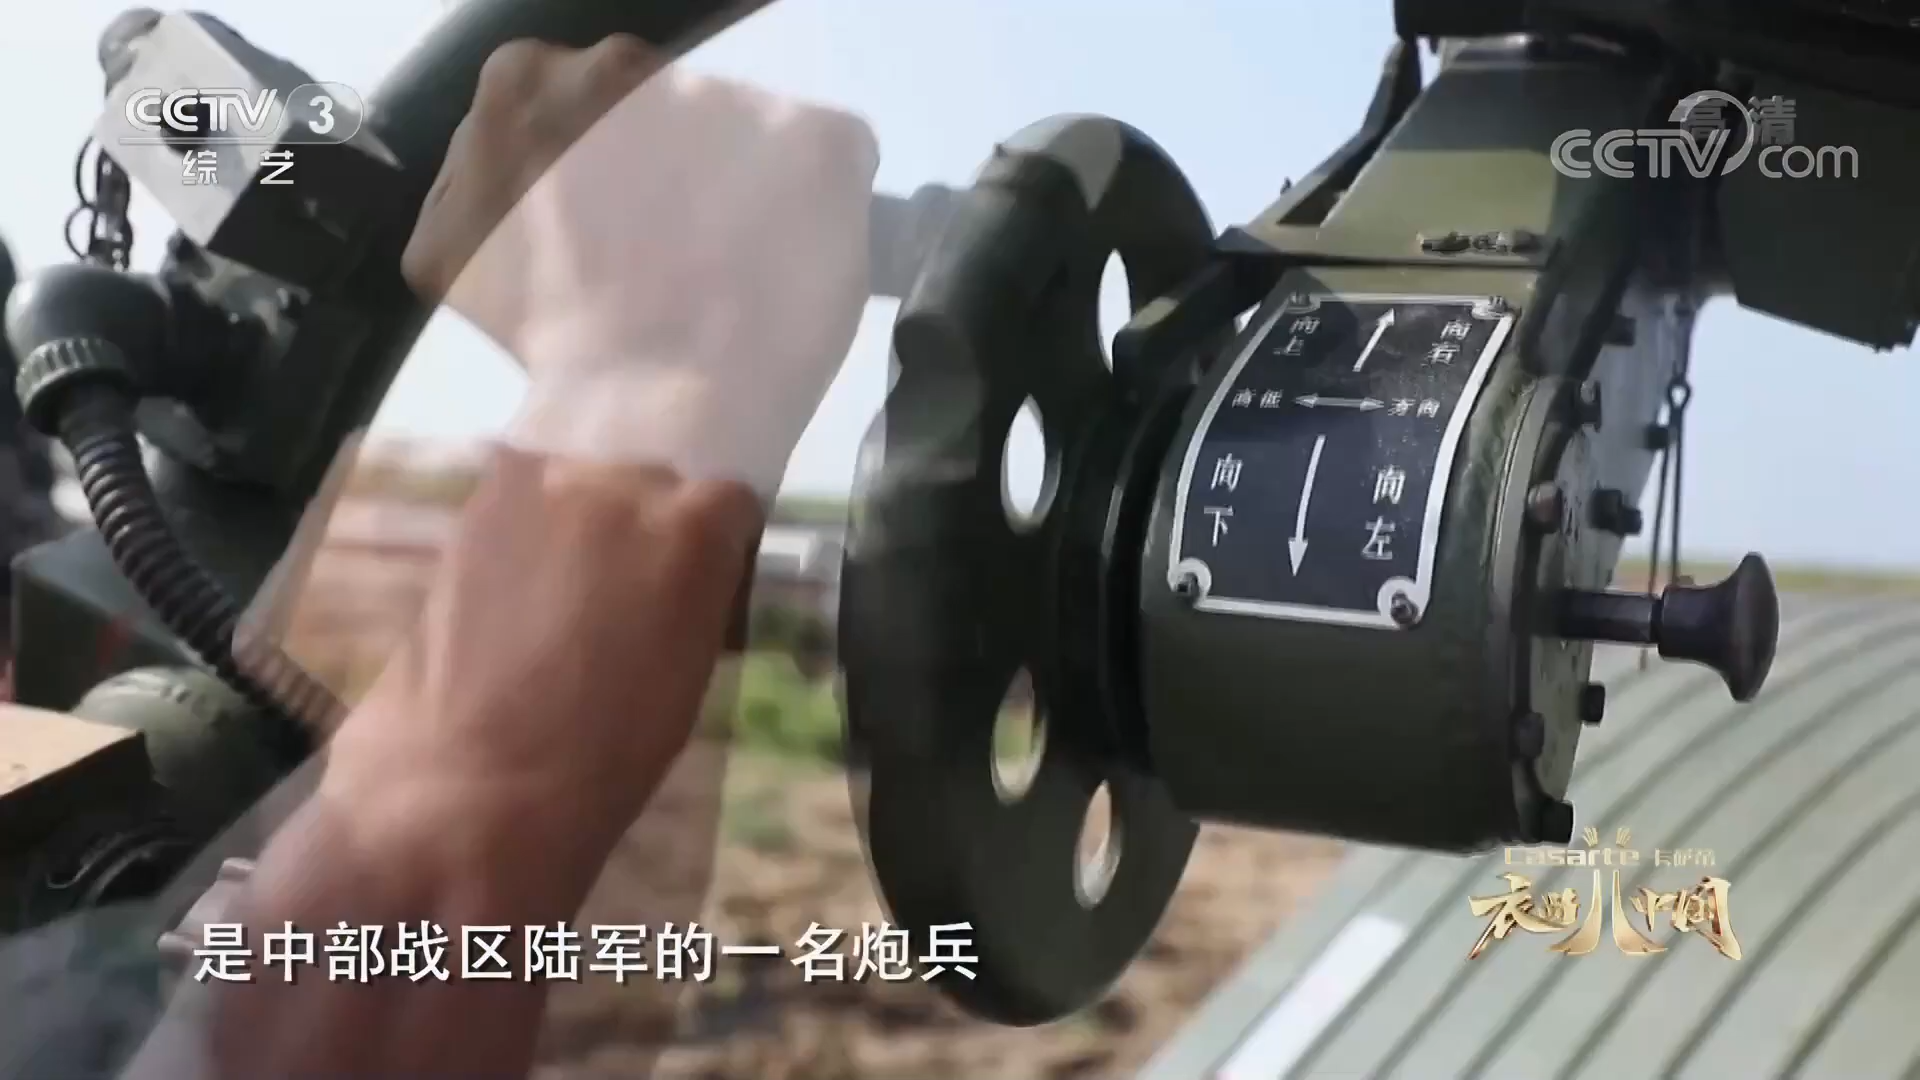 CCTV 3
综艺
高清
CCTV com
向上
向右
高低
方向
向下
向左
Casarte 卡萨帝
衣尚中国
是中部战区陆军的一名炮兵